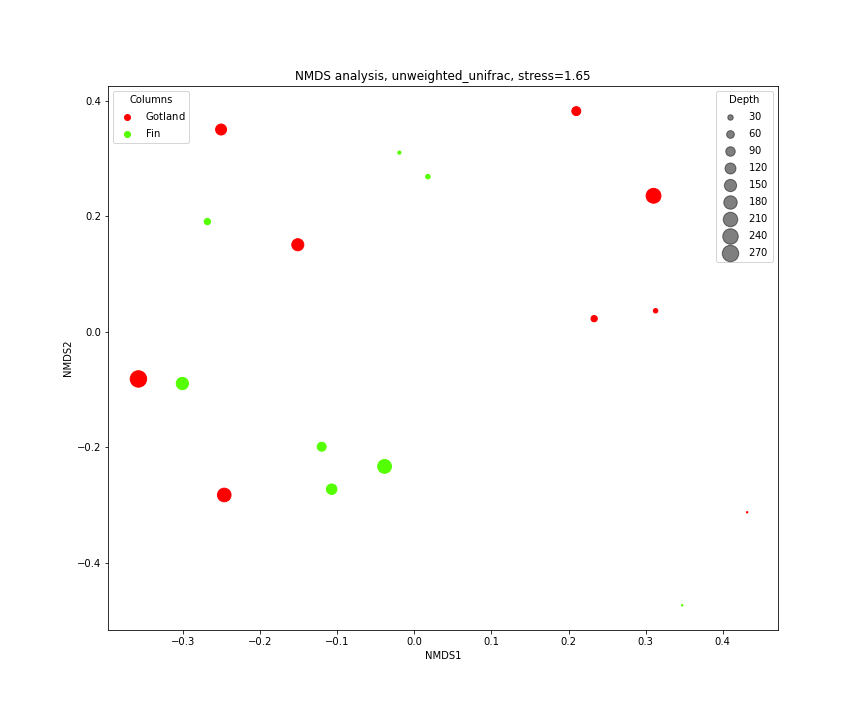 NMDS analysis, unweighted_unifrac, stress=1.65
Columns
Gotland
Fin
Depth
30
60
90
120
150
180
210
240
270
0.4
0.2
0.0
−0.2
−0.4
NMDS2
−0.3 −0.2 −0.1 0.0 0.1 0.2 0.3 0.4
NMDS1